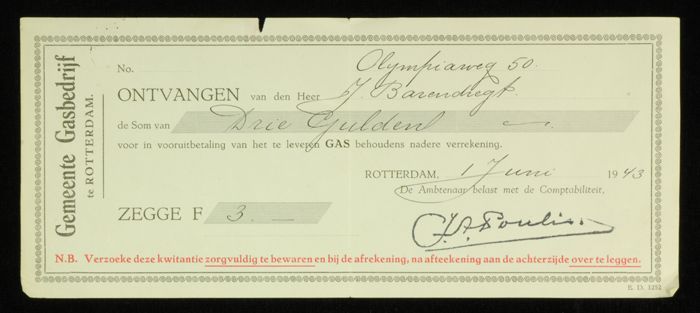 Gemeente Gasbedrijf
te ROTTERDAM.
No. Olympiaweg 50.
ONTVANGEN van den Heer J. Barendregt
de Som van Drie Gulden
voor in vooruitbetaling van het te leveren GAS behoudens nadere verrekening.
ROTTERDAM, 1 Juni 1943
De Ambtenaar belast met de Comptabiliteit,
ZEGGE F 3.—
N.B. Verzoeke deze kwitantie zorgvuldig te bewaren en bij de afrekening, na afteekening aan de achterzijde over te leggen.
E. D. 1252